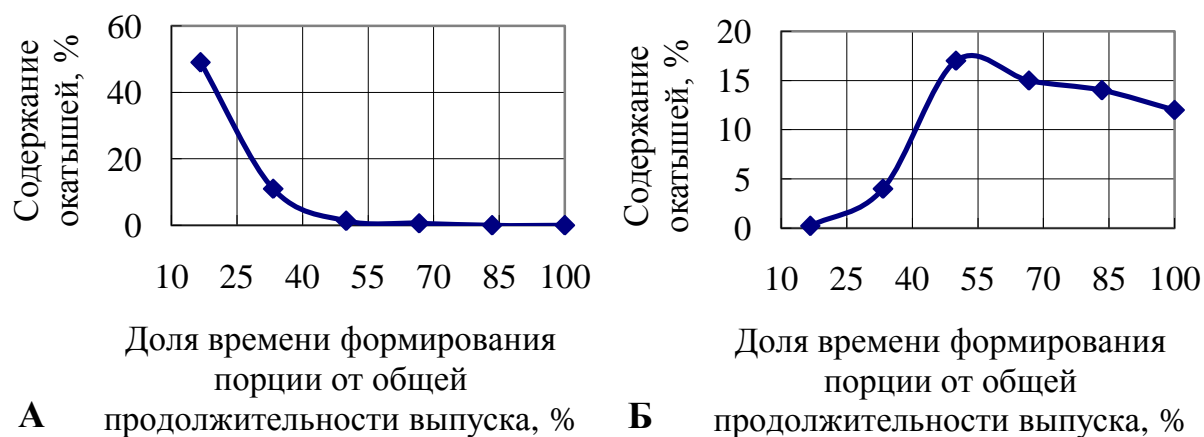 Содержание
окатышей, %
60
40
20
0
10 25 40 55 70 85 100
Доля времени формирования
порции от общей
продолжительности выпуска, %
А
Содержание
окатышей, %
20
15
10
5
0
10 25 40 55 70 85 100
Доля времени формирования
порции от общей
продолжительности выпуска, %
Б